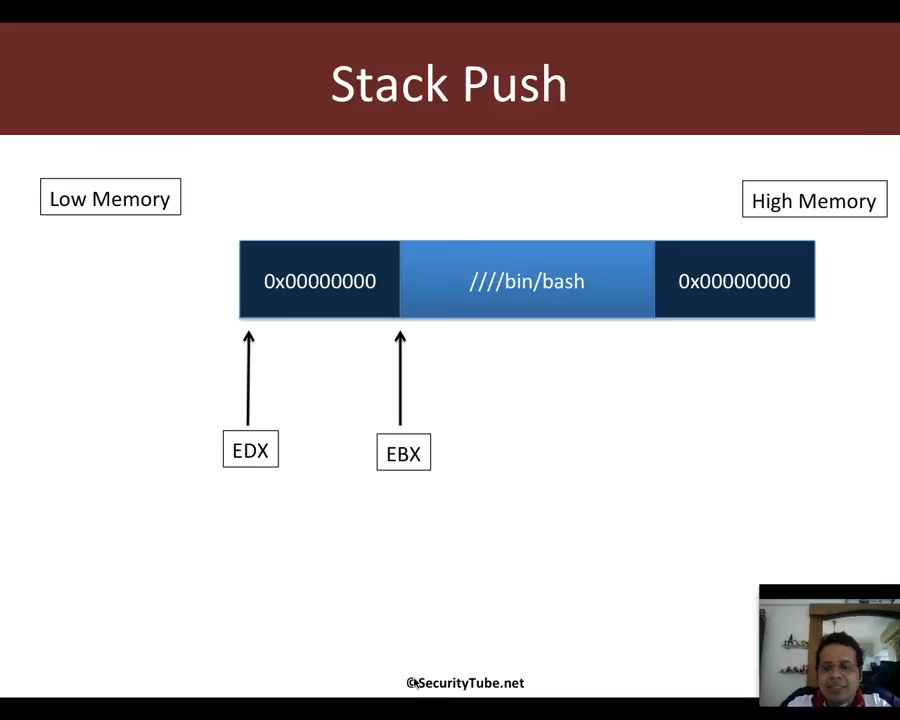 Stack Push
Low Memory
High Memory
0x00000000
////bin/bash
0x00000000
EDX
EBX
©SecurityTube.net